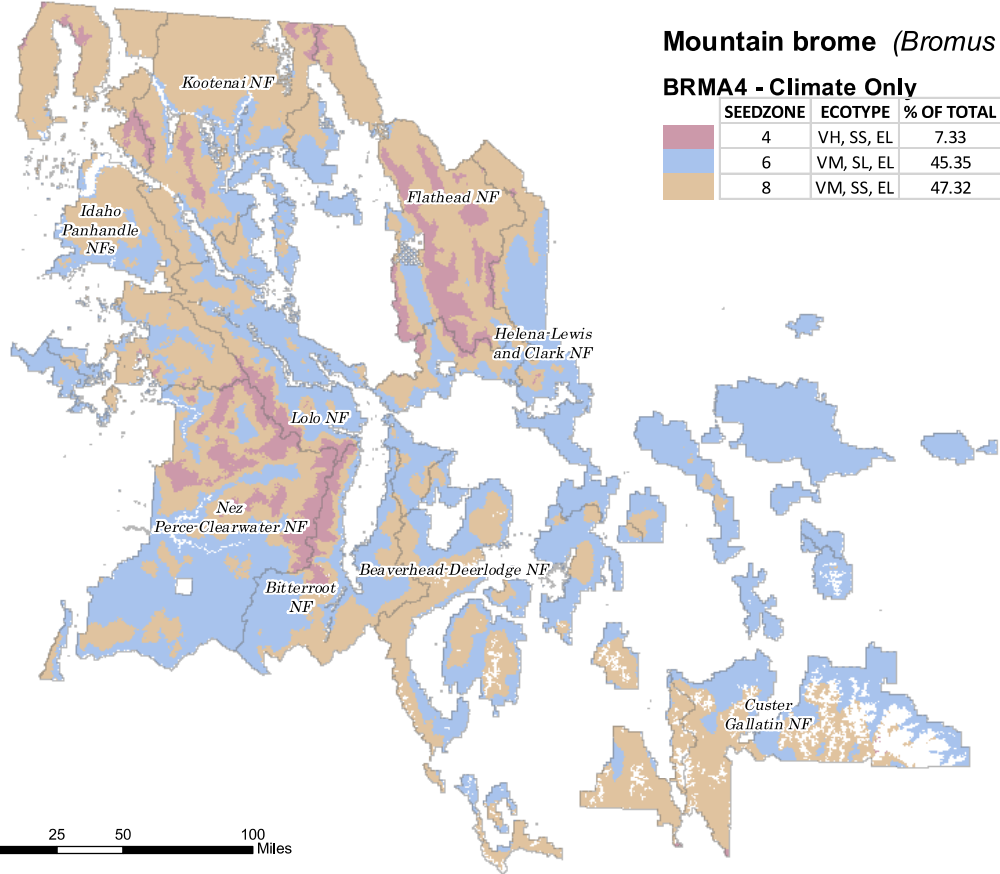 Mountain brome (Bromus
BRMA4 - Climate Only
SEEDZONE ECOTYPE % OF TOTAL
4 VH, SS, EL 7.33
6 VM, SL, EL 45.35
8 VM, SS, EL 47.32
Kootenai NF
Flathead NF
Idaho
Panhandle
NFs
Helena-Lewis
and Clark NF
Lolo NF
Nez
Perce-Clearwater NF
Beaverhead-Deerlodge NF
Bitterroot
NF
Custer
Gallatin NF
25 50 100
Miles